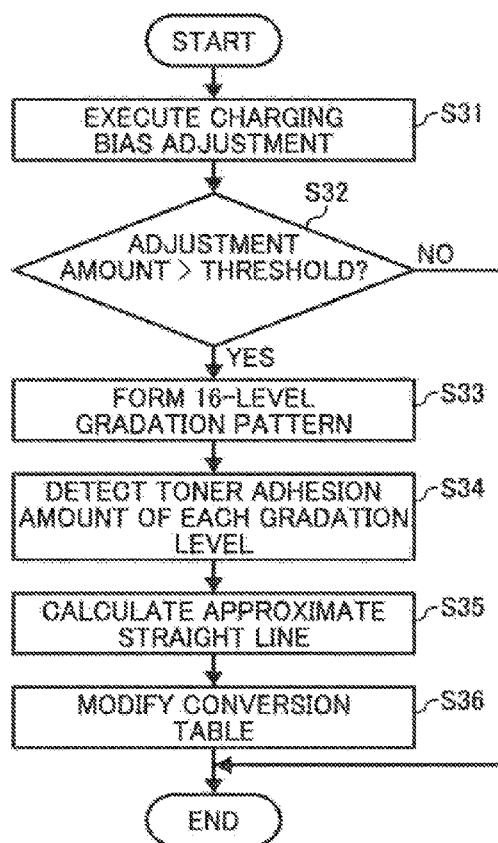 START
EXECUTE CHARGING
BIAS ADJUSTMENT
S31
S32
ADJUSTMENT
AMOUNT > THRESHOLD?
NO
YES
FORM 16-LEVEL
GRADATION PATTERN
S33
DETECT TONER ADHESION
AMOUNT OF EACH GRADATION
LEVEL
S34
CALCULATE APPROXIMATE
STRAIGHT LINE
S35
MODIFY CONVERSION
TABLE
S36
END